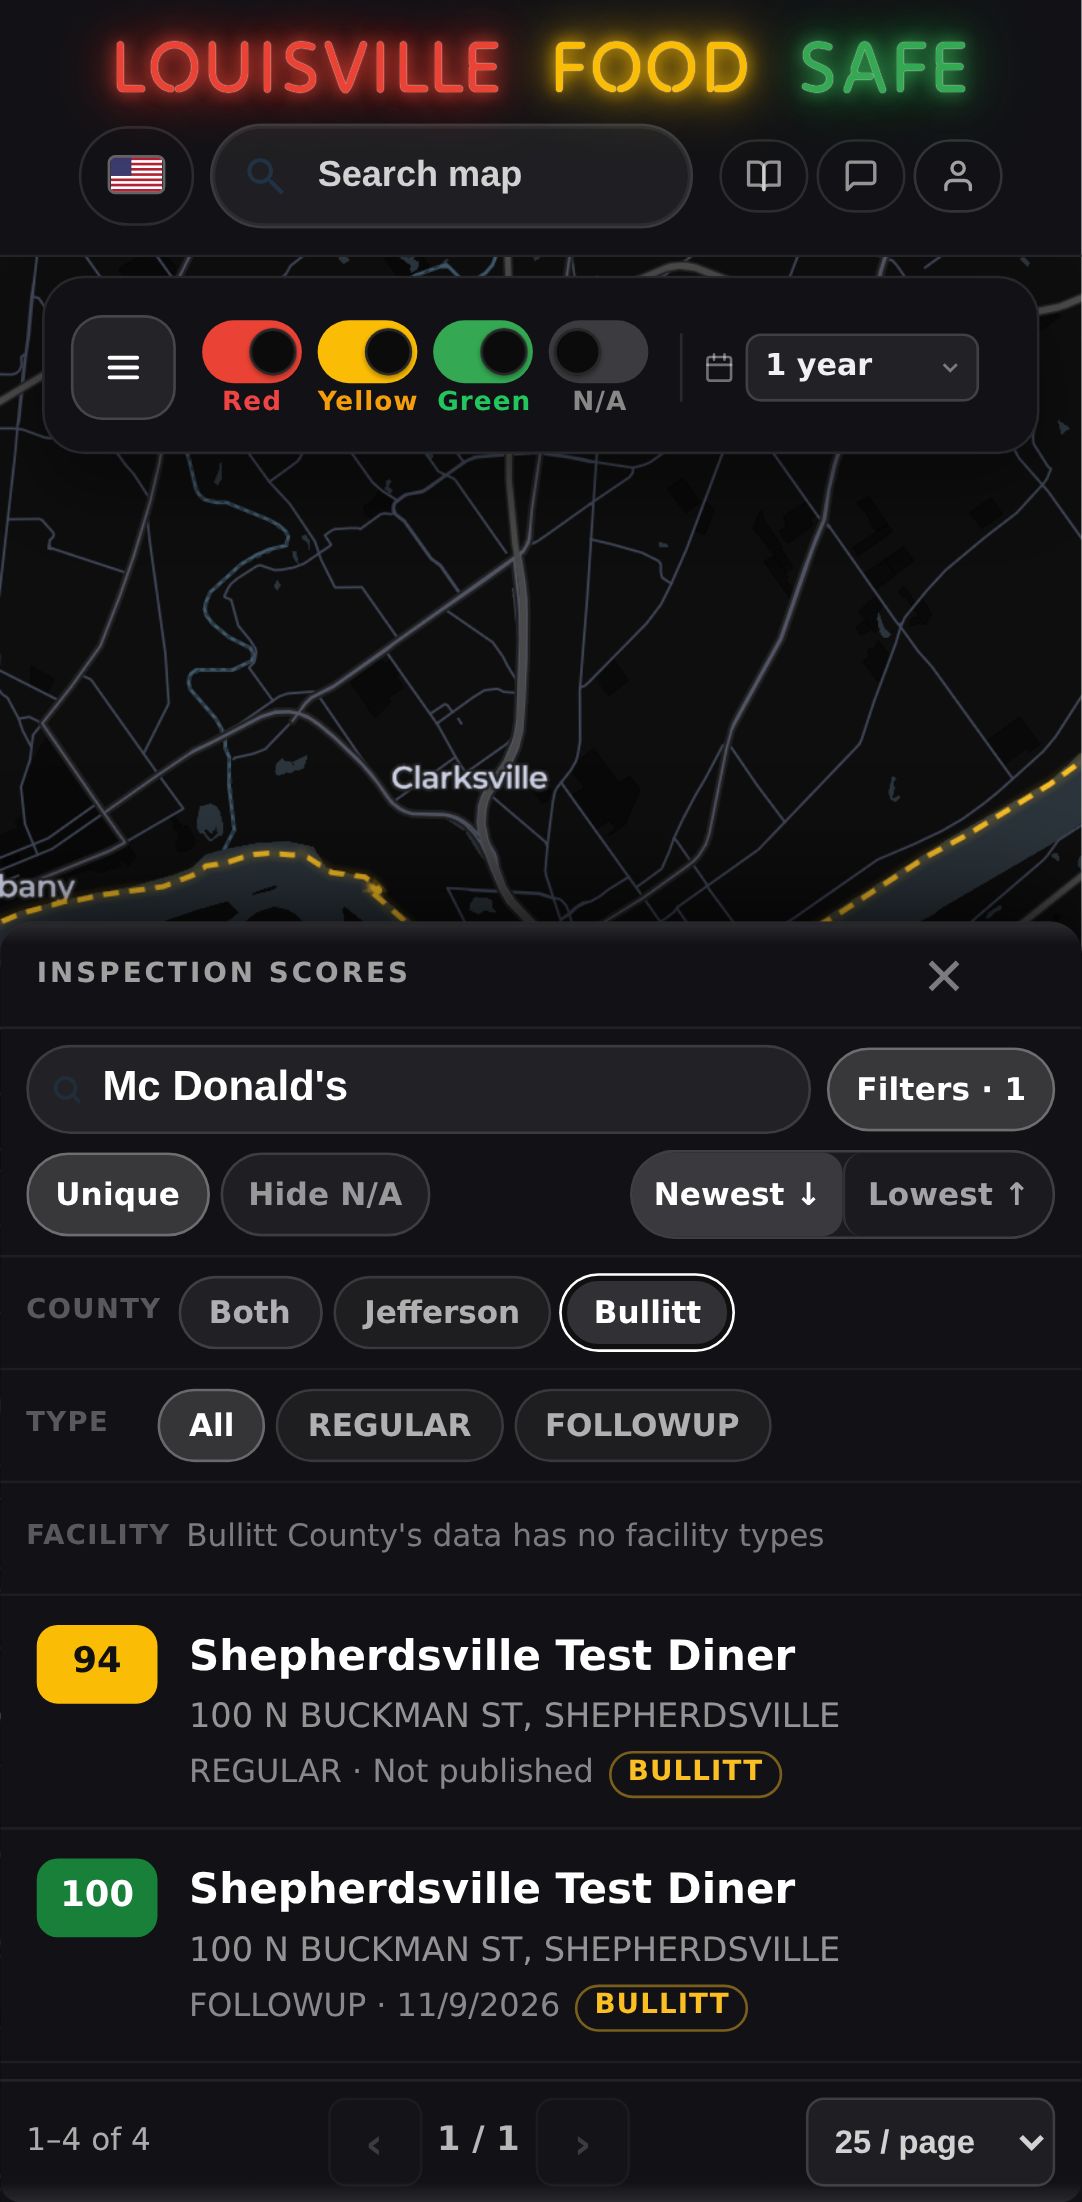 LOUISVILLE FOOD SAFE
Search map
Red Yellow Green N/A
1 year
Clarksville
bany
INSPECTION SCORES
Mc Donald's
Filters · 1
Unique Hide N/A Newest ↓ Lowest ↑
COUNTY Both Jefferson Bullitt
TYPE All REGULAR FOLLOWUP
FACILITY Bullitt County's data has no facility types
94 Shepherdsville Test Diner
100 N BUCKMAN ST, SHEPHERDSVILLE
REGULAR · Not published BULLITT
100 Shepherdsville Test Diner
100 N BUCKMAN ST, SHEPHERDSVILLE
FOLLOWUP · 11/9/2026 BULLITT
1–4 of 4 ‹ 1 / 1 › 25 / page